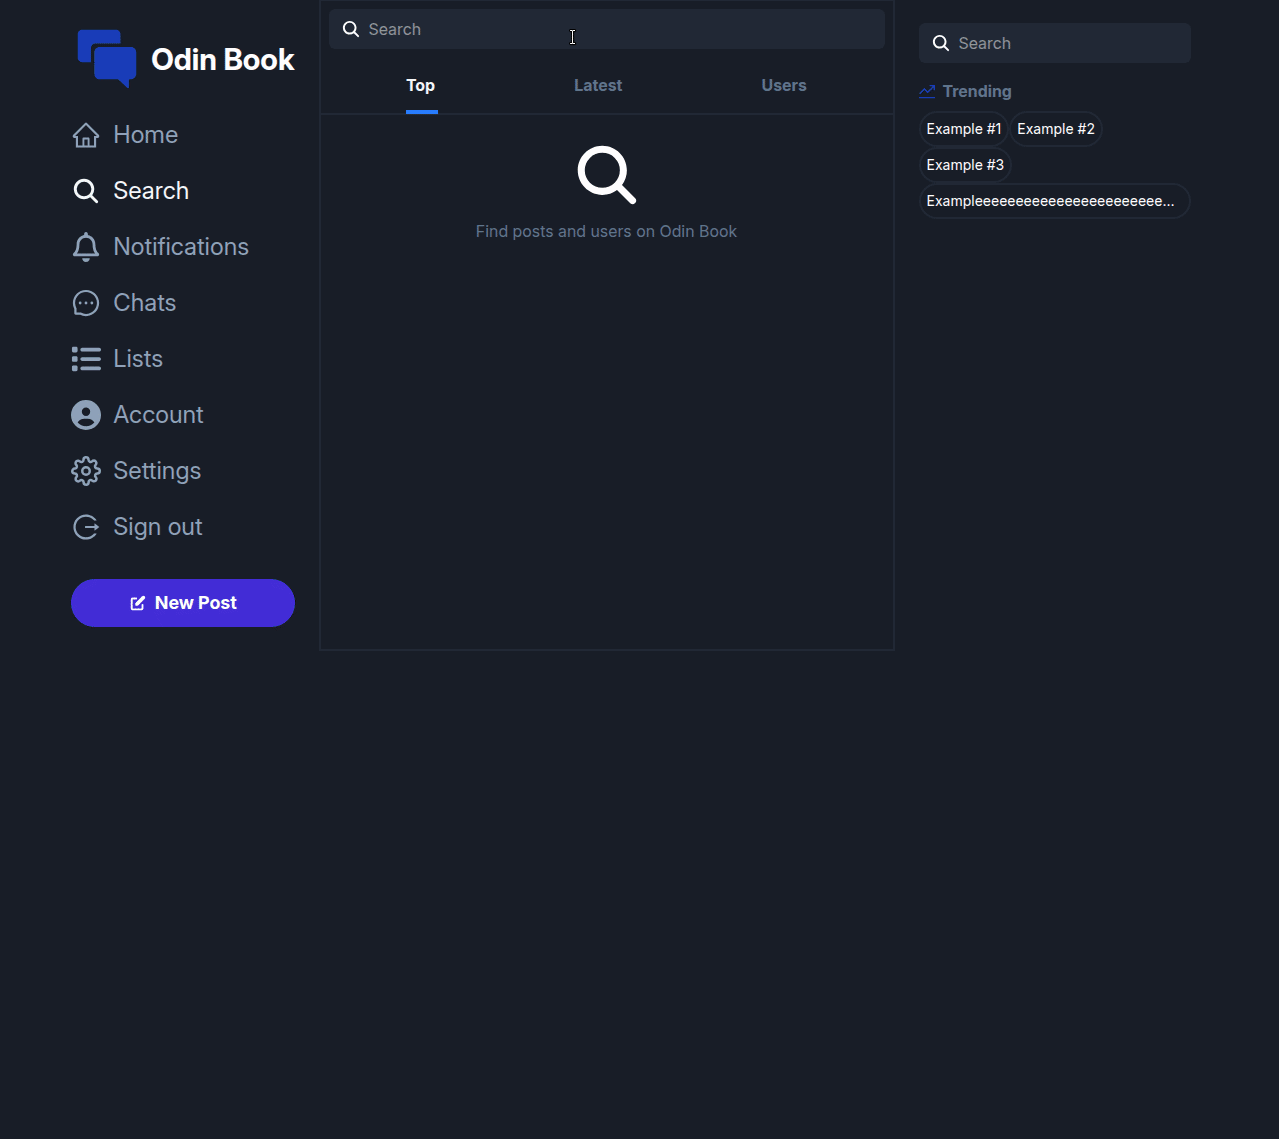 Odin Book
Home
Search
Notifications
Chats
Lists
Account
Settings
Sign out
New Post
Search
Top
Latest
Users
Find posts and users on Odin Book
Search
Trending
Example #1
Example #2
Example #3
Exampleeeeeeeeeeeeeeeeeeeeeeee...